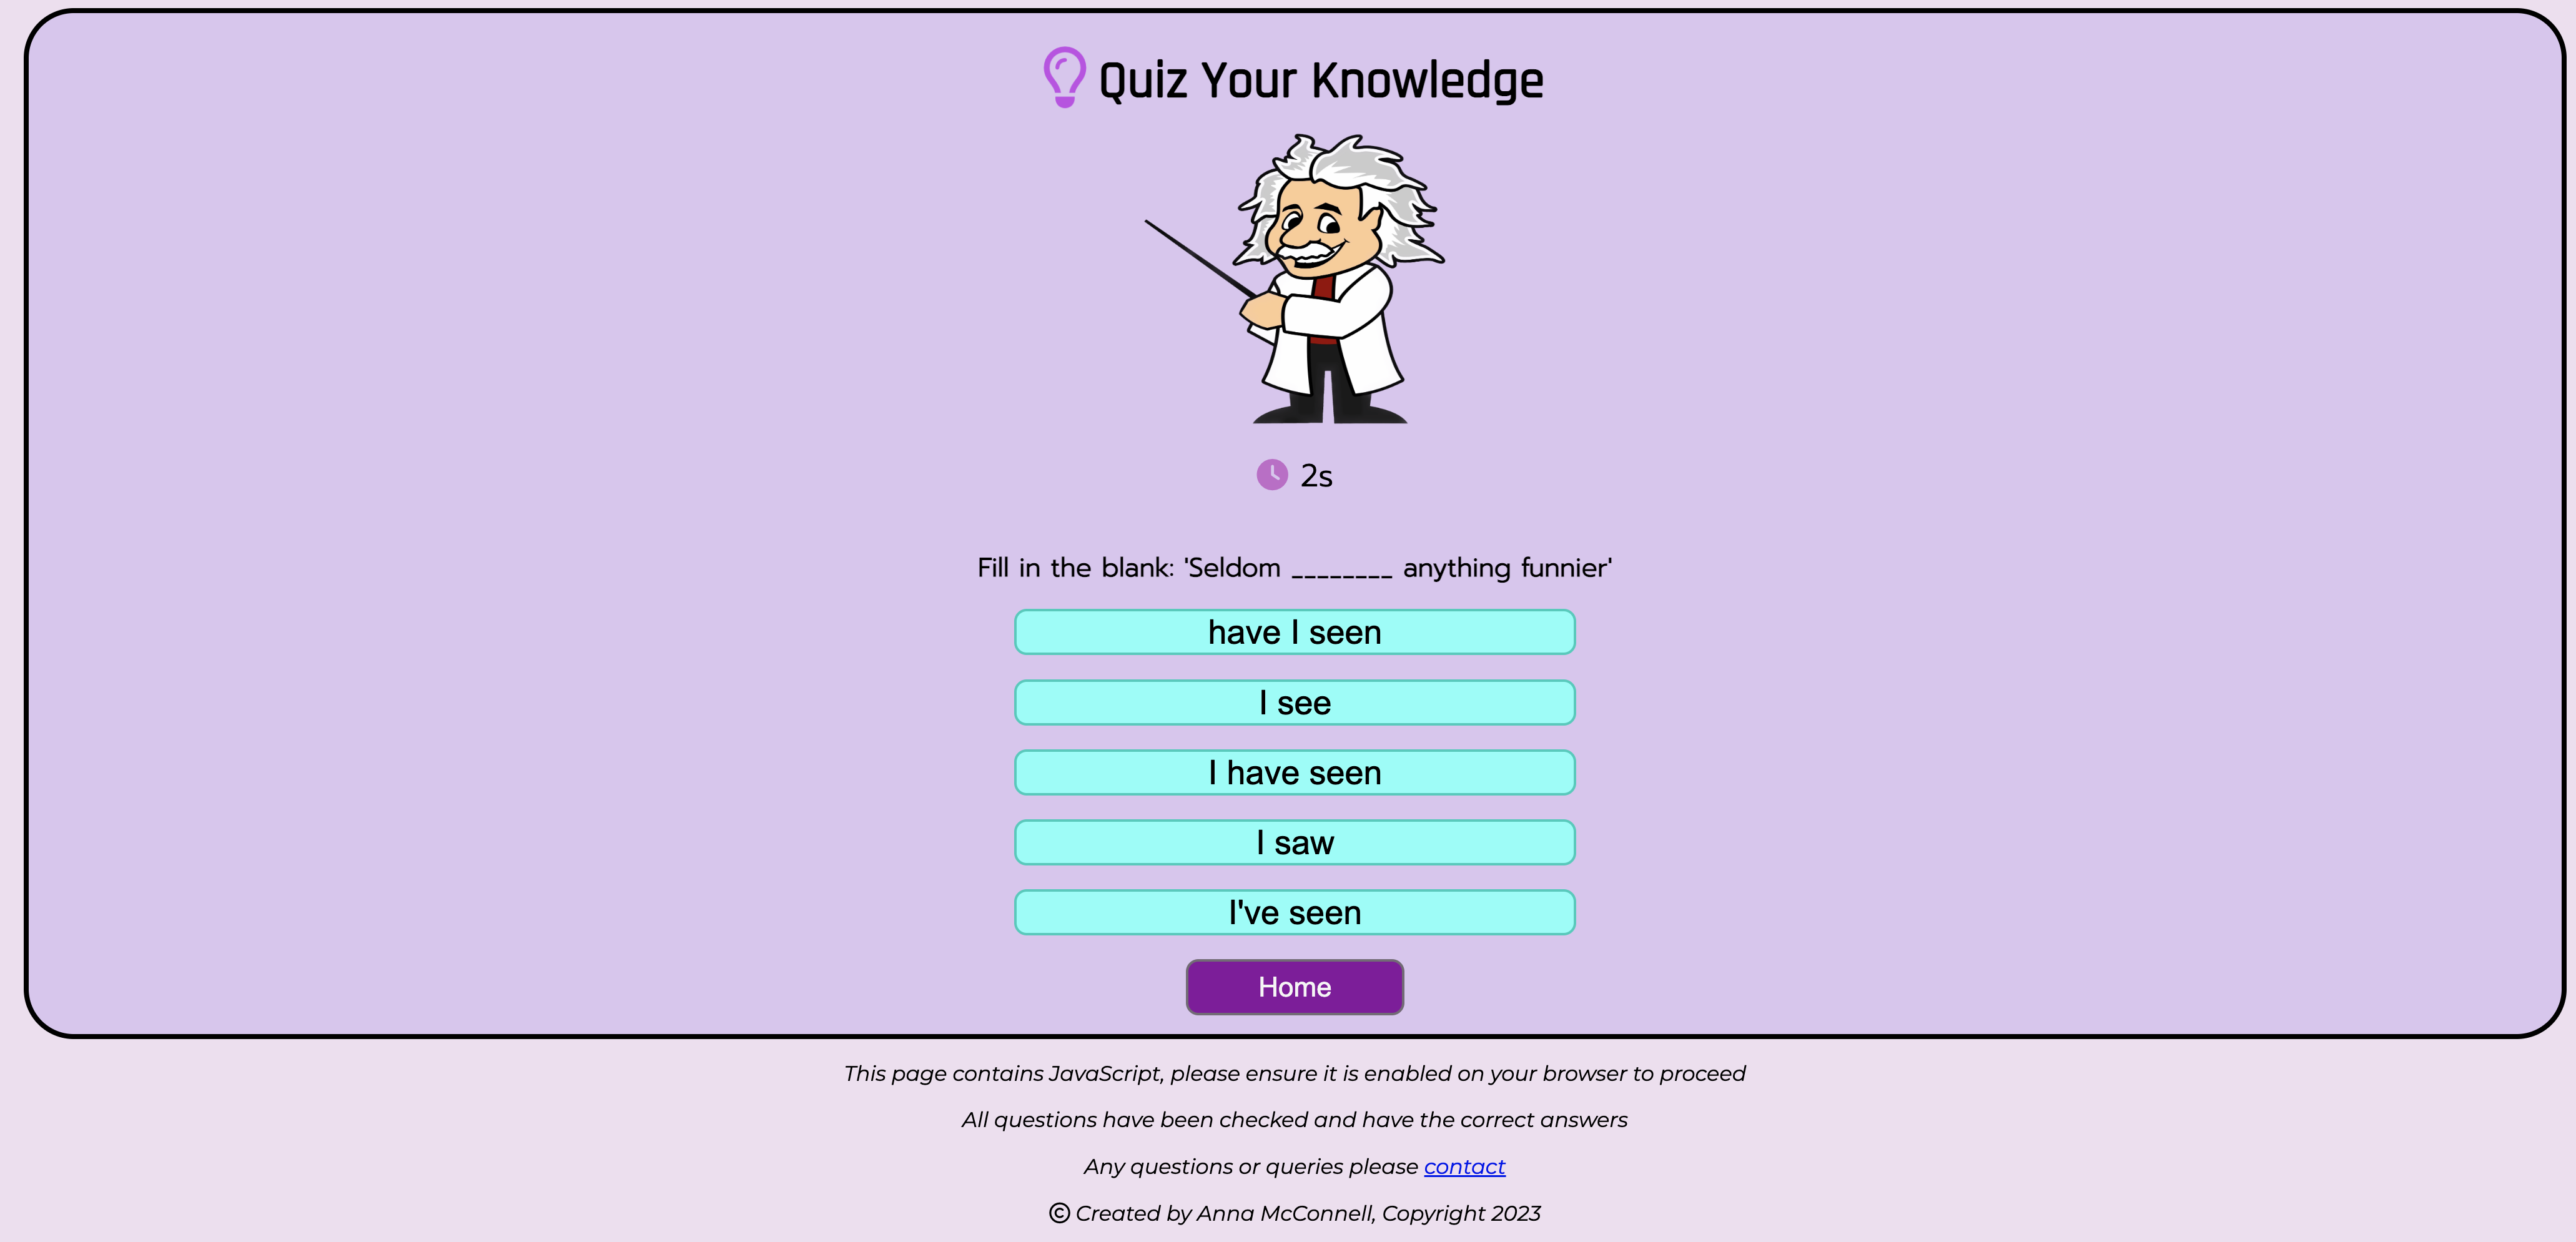 Quiz Your Knowledge
2s
Fill in the blank: 'Seldom ________ anything funnier'
have I seen
I see
I have seen
I saw
I've seen
Home
This page contains JavaScript, please ensure it is enabled on your browser to proceed
All questions have been checked and have the correct answers
Any questions or queries please contact
© Created by Anna McConnell, Copyright 2023